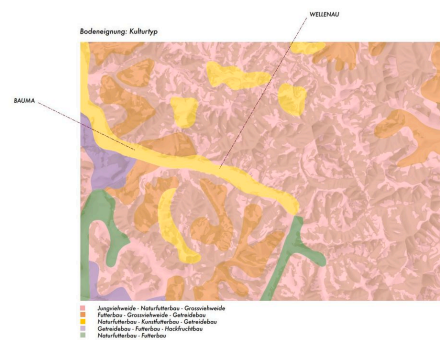 WELLENAU
Bodeneignung: Kulturtyp
BAUMA
Jungviehweide - Naturfutterbau - Grossviehweide
Futterbau - Grossviehweide - Getreidebau
Naturfutterbau - Kunstfutterbau - Getreidebau
Getreidebau - Futterbau - Hackfruchtbau
Naturfutterbau - Futterbau